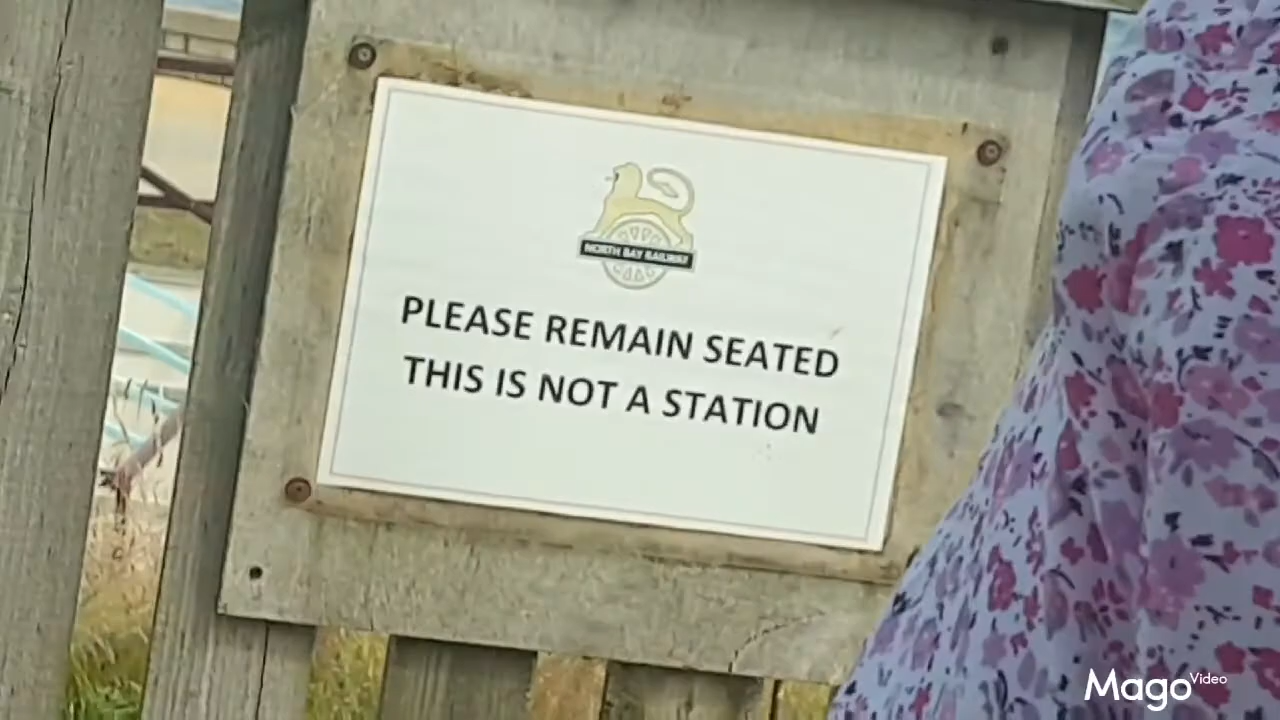 NORTH BAY RAILWAY
PLEASE REMAIN SEATED
THIS IS NOT A STATION
Mago Video